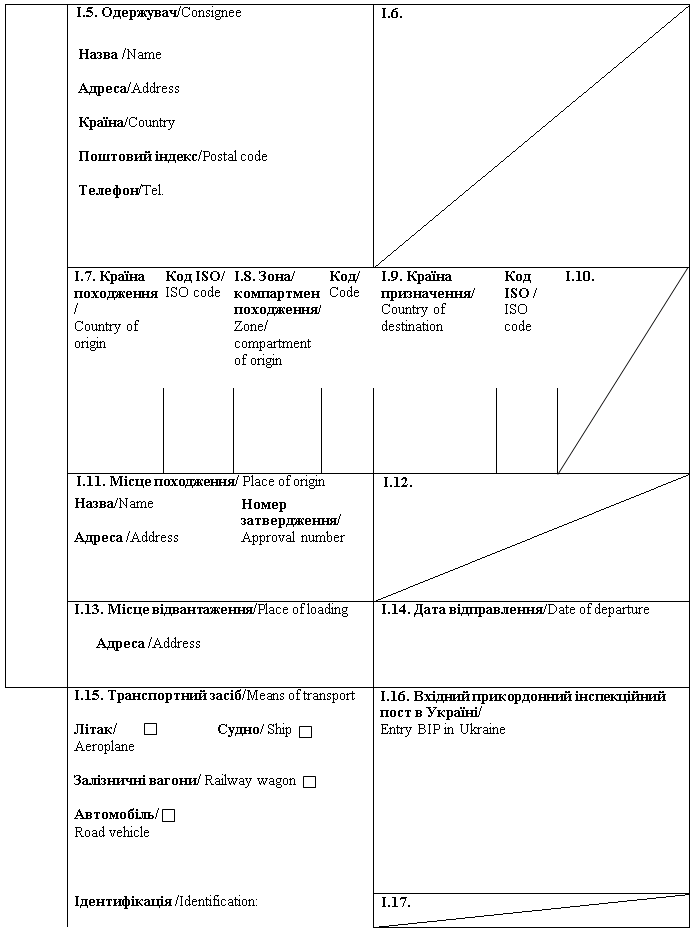 I.5. Одержувач/Consignee
Назва /Name
Адреса/Address
Країна/Country
Поштовий індекс/Postal code
Телефон/Tel.
I.6.
I.7. Країна
походження
/
Country of
origin
Код ISO/
ISO code
I.8. Зона/
компартмен
походження/
Zone/
compartment
of origin
Код/
Code
I.9. Країна
призначення/
Country of
destination
Код
ISO /
ISO
code
I.10.
I.11. Місце походження/ Place of origin
Назва/Name
Адреса /Address
Номер
затвердження/
Approval number
I.12.
I.13. Місце відвантаження/Place of loading
Адреса /Address
I.14. Дата відправлення/Date of departure
I.15. Транспортний засіб/Means of transport
Літак/ ☐ Судно/ Ship ☐
Aeroplane
Залізничні вагони/ Railway wagon ☐
Автомобіль/ ☐
Road vehicle
Ідентифікація /Identification:
I.16. Вхідний прикордонний інспекційний
пост в Україні/
Entry BIP in Ukraine
I.17.